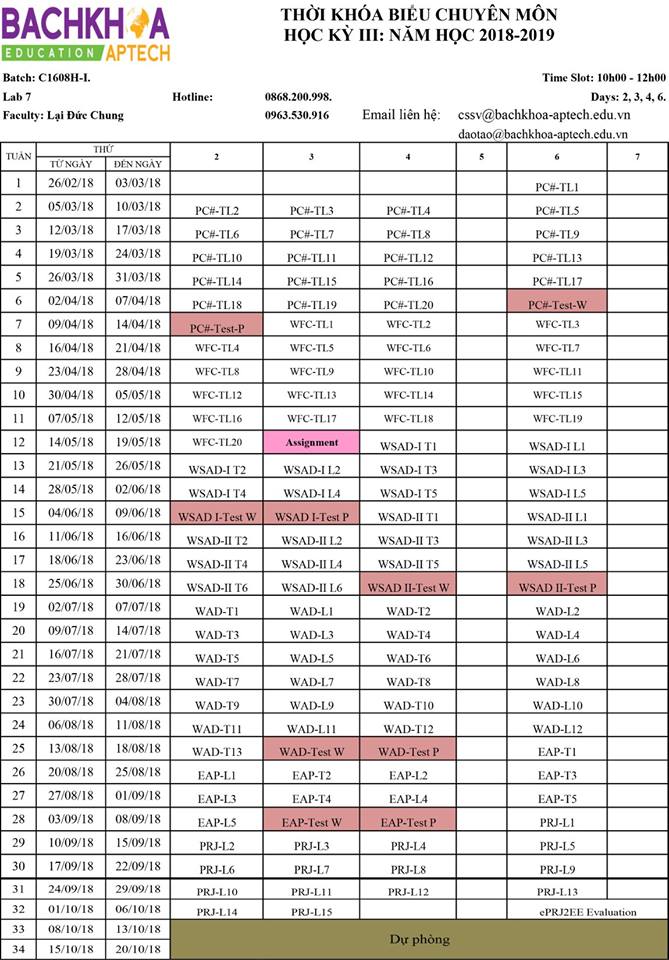 BACHKHOA
EDUCATION APTECH
THỜI KHÓA BIỂU CHUYÊN MÔN
HỌC KỲ III: NĂM HỌC 2018-2019
Batch: C1608H-I. Time Slot: 10h00 - 12h00
Lab 7 Hotline: 0868.200.998. Days: 2, 3, 4, 6.
Faculty: Lại Đức Chung 0963.530.916 Email liên hệ: cssv@bachkhoa-aptech.edu.vn
daotao@bachkhoa-aptech.edu.vn
TUẦN THỨ 2 3 4 5 6 7
TỪ NGÀY ĐẾN NGÀY
1 26/02/18 03/03/18 PC#-TL1
2 05/03/18 10/03/18 PC#-TL2 PC#-TL3 PC#-TL4 PC#-TL5
3 12/03/18 17/03/18 PC#-TL6 PC#-TL7 PC#-TL8 PC#-TL9
4 19/03/18 24/03/18 PC#-TL10 PC#-TL11 PC#-TL12 PC#-TL13
5 26/03/18 31/03/18 PC#-TL14 PC#-TL15 PC#-TL16 PC#-TL17
6 02/04/18 07/04/18 PC#-TL18 PC#-TL19 PC#-TL20 PC#-Test-W
7 09/04/18 14/04/18 PC#-Test-P WFC-TL1 WFC-TL2 WFC-TL3
8 16/04/18 21/04/18 WFC-TL4 WFC-TL5 WFC-TL6 WFC-TL7
9 23/04/18 28/04/18 WFC-TL8 WFC-TL9 WFC-TL10 WFC-TL11
10 30/04/18 05/05/18 WFC-TL12 WFC-TL13 WFC-TL14 WFC-TL15
11 07/05/18 12/05/18 WFC-TL16 WFC-TL17 WFC-TL18 WFC-TL19
12 14/05/18 19/05/18 WFC-TL20 Assignment WSAD-I T1 WSAD-I L1
13 21/05/18 26/05/18 WSAD-I T2 WSAD-I L2 WSAD-I T3 WSAD-I L3
14 28/05/18 02/06/18 WSAD-I T4 WSAD-I L4 WSAD-I T5 WSAD-I L5
15 04/06/18 09/06/18 WSAD I-Test W WSAD I-Test P WSAD-II T1 WSAD-II L1
16 11/06/18 16/06/18 WSAD-II T2 WSAD-II L2 WSAD-II T3 WSAD-II L3
17 18/06/18 23/06/18 WSAD-II T4 WSAD-II L4 WSAD-II T5 WSAD-II L5
18 25/06/18 30/06/18 WSAD-II T6 WSAD-II L6 WSAD II-Test W WSAD II-Test P
19 02/07/18 07/07/18 WAD-T1 WAD-L1 WAD-T2 WAD-L2
20 09/07/18 14/07/18 WAD-T3 WAD-L3 WAD-T4 WAD-L4
21 16/07/18 21/07/18 WAD-T5 WAD-L5 WAD-T6 WAD-L6
22 23/07/18 28/07/18 WAD-T7 WAD-L7 WAD-T8 WAD-L8
23 30/07/18 04/08/18 WAD-T9 WAD-L9 WAD-T10 WAD-L10
24 06/08/18 11/08/18 WAD-T11 WAD-L11 WAD-T12 WAD-L12
25 13/08/18 18/08/18 WAD-T13 WAD-Test W WAD-Test P EAP-T1
26 20/08/18 25/08/18 EAP-L1 EAP-T2 EAP-L2 EAP-T3
27 27/08/18 01/09/18 EAP-L3 EAP-T4 EAP-L4 EAP-T5
28 03/09/18 08/09/18 EAP-L5 EAP-Test W EAP-Test P PRJ-L1
29 10/09/18 15/09/18 PRJ-L2 PRJ-L3 PRJ-L4 PRJ-L5
30 17/09/18 22/09/18 PRJ-L6 PRJ-L7 PRJ-L8 PRJ-L9
31 24/09/18 29/09/18 PRJ-L10 PRJ-L11 PRJ-L12 PRJ-L13
32 01/10/18 06/10/18 PRJ-L14 PRJ-L15 ePRJ2EE Evaluation
33 08/10/18 13/10/18 Dự phòng
34 15/10/18 20/10/18